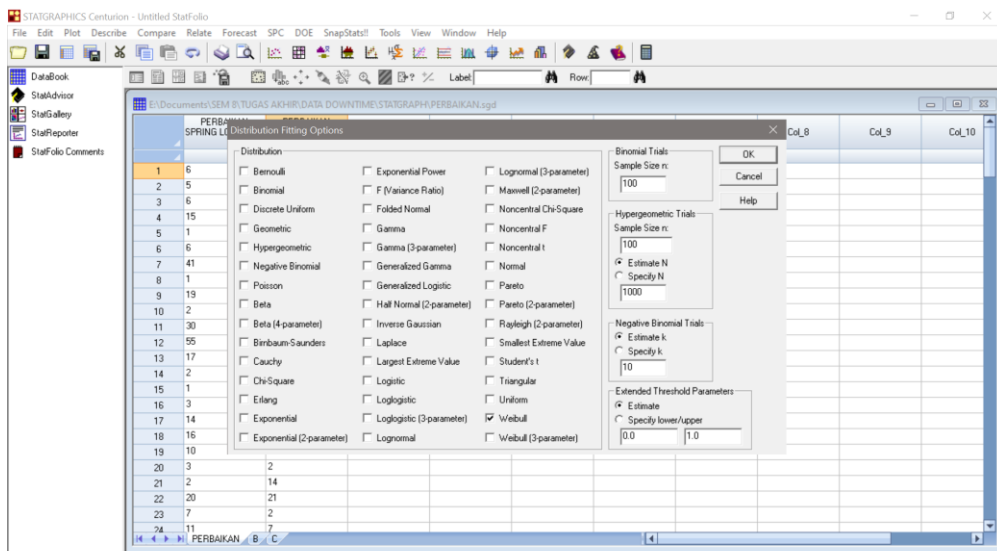 STATGRAPHICS Centurion - Untitled StatFolio
File Edit Plot Describe Compare Relate Forecast SPC DOE SnapStats!! Tools View Window Help
Label: Row:
DataBook
StatAdvisor
StatGallery
StatReporter
StatFolio Comments
E:\Documents\SEM 8\TUGAS AKHIR\DATA DOWNTIME\STATGRAPH\PERBAIKAN.sgd
SPRING Col_8 Col_9 Col_10
Distribution Fitting Options
Distribution
Bernoulli
Binomial
Discrete Uniform
Geometric
Hypergeometric
Negative Binomial
Poisson
Beta
Beta (4-parameter)
Birnbaum-Saunders
Cauchy
Chi-Square
Erlang
Exponential
Exponential (2-parameter)
Exponential Power
F (Variance Ratio)
Folded Normal
Gamma
Gamma (3-parameter)
Generalized Gamma
Generalized Logistic
Half Normal (2-parameter)
Inverse Gaussian
Laplace
Largest Extreme Value
Logistic
Loglogistic
Loglogistic (3-parameter)
Lognormal
Lognormal (3-parameter)
Maxwell (2-parameter)
Noncentral Chi-Square
Noncentral F
Noncentral t
Normal
Pareto
Pareto (2-parameter)
Rayleigh (2-parameter)
Smallest Extreme Value
Student's t
Triangular
Uniform
Weibull
Weibull (3-parameter)
Binomial Trials
Sample Size n:
100
Hypergeometric Trials
Sample Size n:
100
Estimate N
Specify N
1000
Negative Binomial Trials
Estimate k
Specify k
10
Extended Threshold Parameters
Estimate
Specify lower/upper
0.0 1.0
OK
Cancel
Help
1 6
2 5
3 6
4 15
5 1
6 6
7 41
8 1
9 19
10 2
11 30
12 55
13 17
14 2
15 1
16 3
17 14
18 16
19 10
20 3 2
21 2 14
22 20 21
23 7 2
24 11 7
PERBAIKAN B C